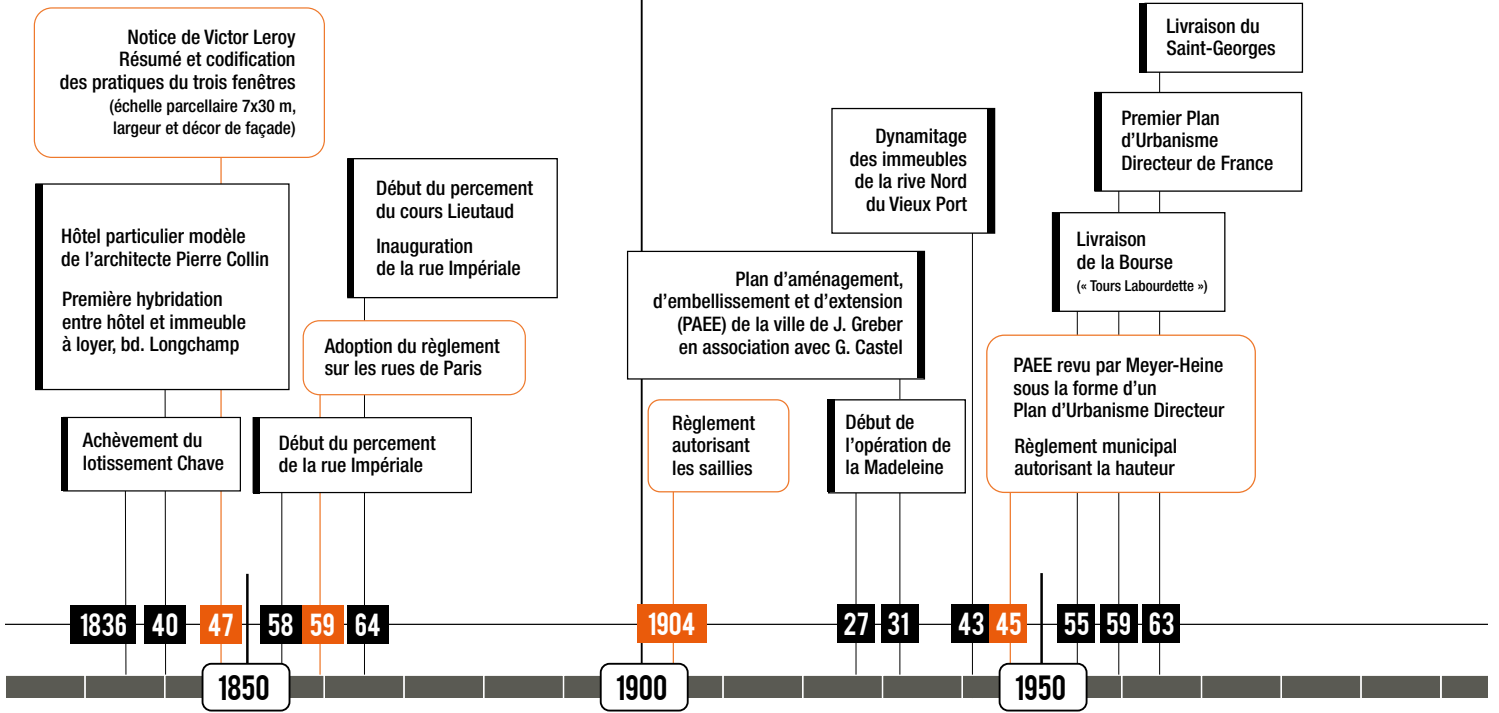 Notice de Victor Leroy
Résumé et codification
des pratiques du trois fenêtres
(échelle parcellaire 7x30 m,
largeur et décor de façade)
Hôtel particulier modèle
de l’architecte Pierre Collin
Première hybridation
entre hôtel et immeuble
à loyer, bd. Longchamp
Achèvement du
lotissement Chave
Début du percement
du cours Lieutaud
Inauguration
de la rue Impériale
Adoption du règlement
sur les rues de Paris
Début du percement
de la rue Impériale
Règlement
autorisant
les saillies
Plan d’aménagement,
d’embellissement et d’extension
(PAEE) de la ville de J. Greber
en association avec G. Castel
Dynamitage
des immeubles
de la rive Nord
du Vieux Port
Début de
l’opération de
la Madeleine
Livraison du
Saint-Georges
Premier Plan
d’Urbanisme
Directeur de France
Livraison
de la Bourse
(« Tours Labourdette »)
PAEE revu par Meyer-Heine
sous la forme d’un
Plan d’Urbanisme Directeur
Règlement municipal
autorisant la hauteur
1836 40 47 58 59 64 1904 27 31 43 45 55 59 63
1850 1900 1950